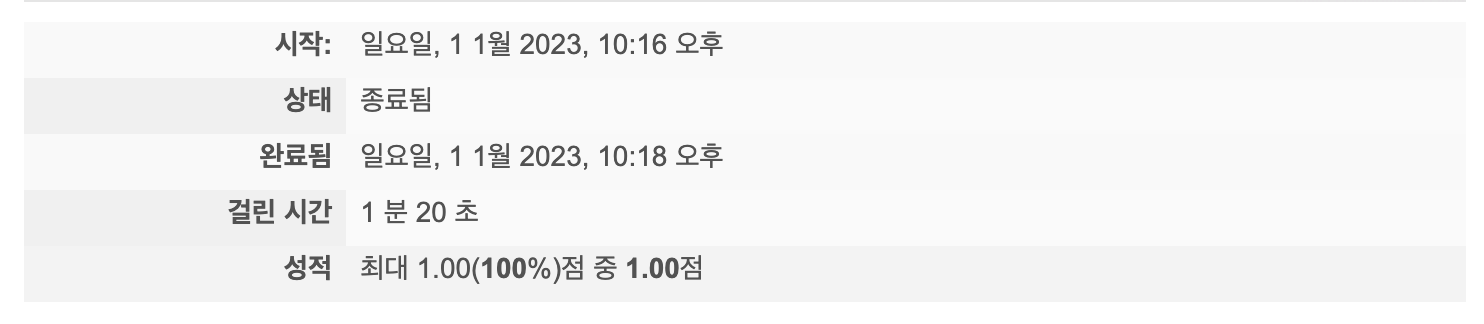 시작: 일요일, 1 1월 2023, 10:16 오후
상태 종료됨
완료됨 일요일, 1 1월 2023, 10:18 오후
걸린 시간 1 분 20 초
성적 최대 1.00(100%)점 중 1.00점